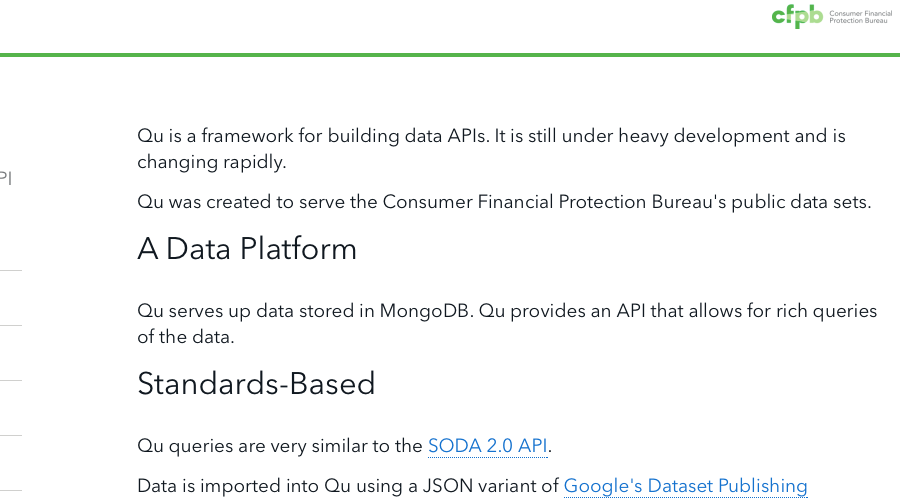 cfpb Consumer Financial
Protection Bureau
PI
Qu is a framework for building data APIs. It is still under heavy development and is
changing rapidly.
Qu was created to serve the Consumer Financial Protection Bureau's public data sets.
A Data Platform
Qu serves up data stored in MongoDB. Qu provides an API that allows for rich queries
of the data.
Standards-Based
Qu queries are very similar to the SODA 2.0 API.
Data is imported into Qu using a JSON variant of Google's Dataset Publishing